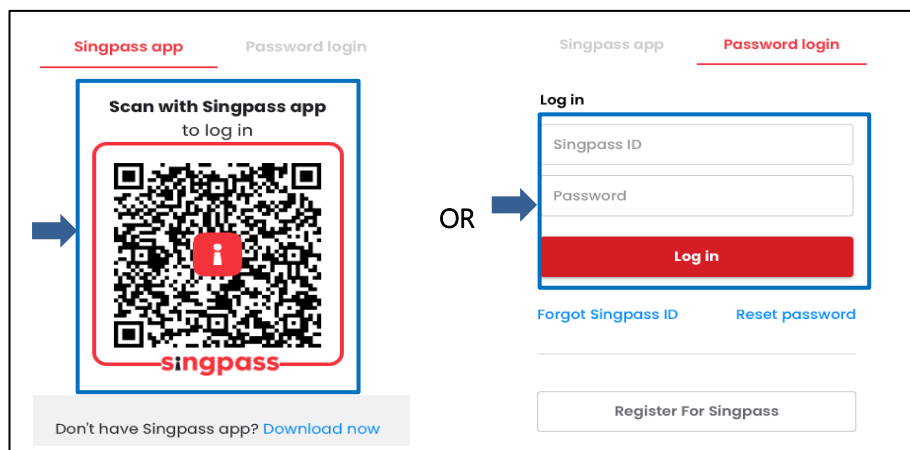 Singpass app Password login
Scan with Singpass app
to log in
singpass
Don't have Singpass app? Download now
OR
Singpass app Password login
Log in
Singpass ID
Password
Log in
Forgot Singpass ID Reset password
Register For Singpass